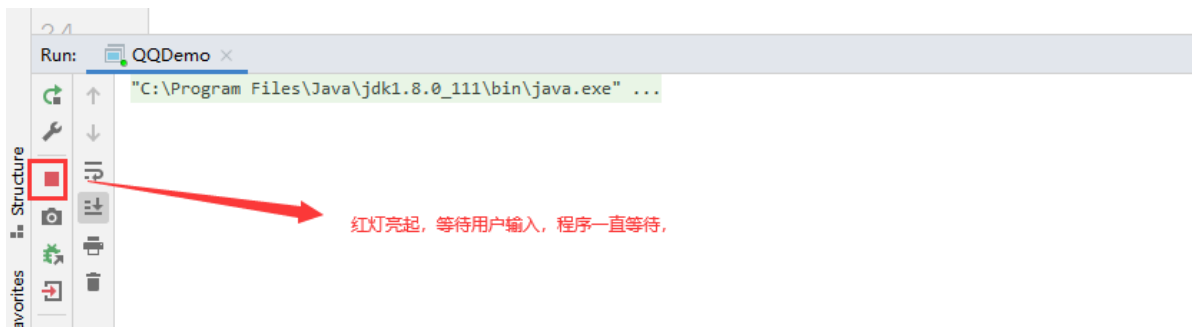 24
Run: QQDemo
"C:\Program Files\Java\jdk1.8.0_111\bin\java.exe" ...
Structure
红灯亮起，等待用户输入，程序一直等待，
avorites